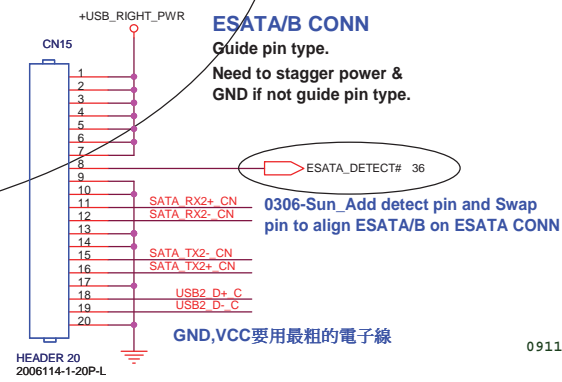 +USB_RIGHT_PWR
ESATA/B CONN
Guide pin type.
Need to stagger power &
GND if not guide pin type.
CN15
1
2
3
4
5
6
7
8
ESATA_DETECT# 36
9
10
11 SATA_RX2+_CN
12 SATA_RX2-_CN
13
14
15 SATA_TX2-_CN
16 SATA_TX2+_CN
17
18 USB2_D+_C
19 USB2_D-_C
20
0306-Sun_Add detect pin and Swap
pin to align ESATA/B on ESATA CONN
GND,VCC要用最粗的電子線
0911
HEADER 20
2006114-1-20P-L